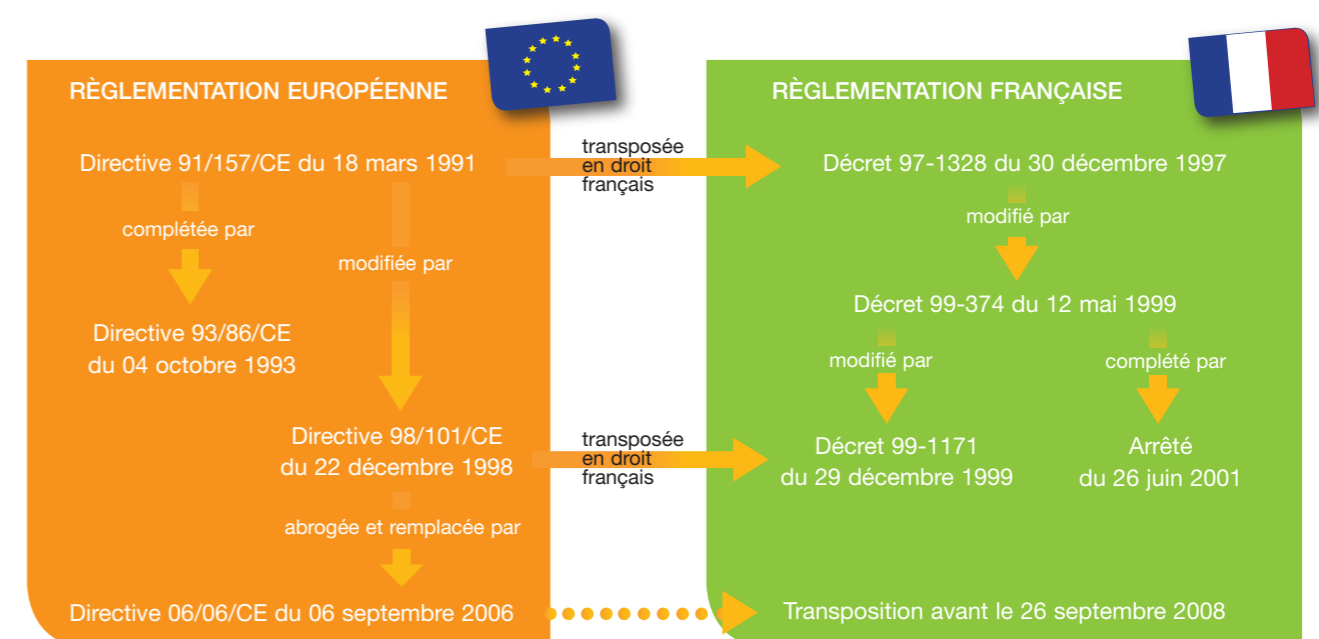 RÈGLEMENTATION EUROPÉENNE
Directive 91/157/CE du 18 mars 1991
complétée par
modifiée par
Directive 93/86/CE
du 04 octobre 1993
Directive 98/101/CE
du 22 décembre 1998
abrogée et remplacée par
Directive 06/06/CE du 06 septembre 2006
transposée
en droit
français
transposée
en droit
français
RÈGLEMENTATION FRANÇAISE
Décret 97-1328 du 30 décembre 1997
modifié par
Décret 99-374 du 12 mai 1999
modifié par
complété par
Décret 99-1171
du 29 décembre 1999
Arrêté
du 26 juin 2001
Transposition avant le 26 septembre 2008